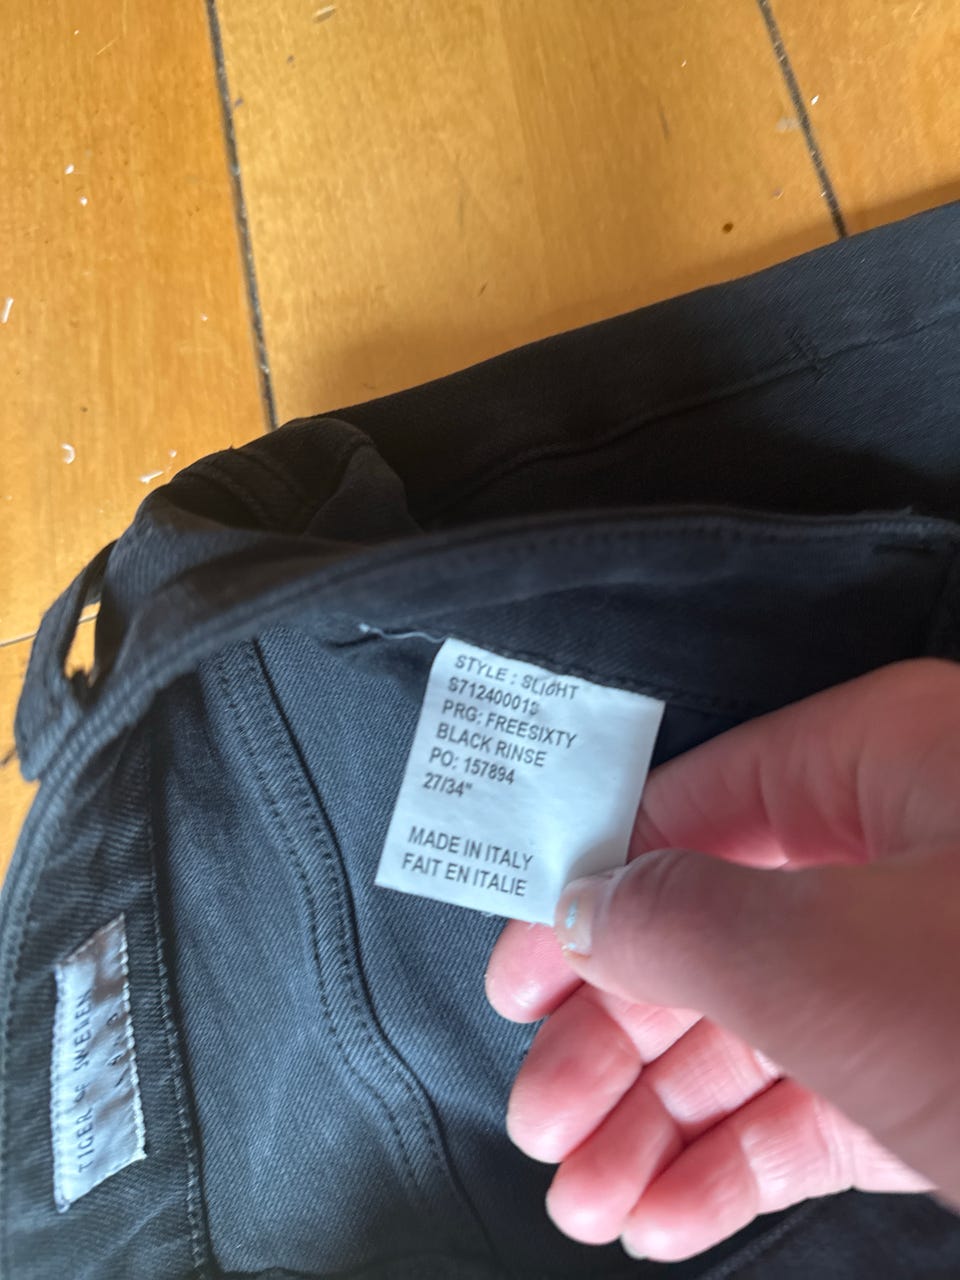 STYLE : SLIGHT
S712400013
PRG: FREESIXTY
BLACK RINSE
PO: 157894
27/34"
MADE IN ITALY
FAIT EN ITALIE
TIGER OF SWEDEN